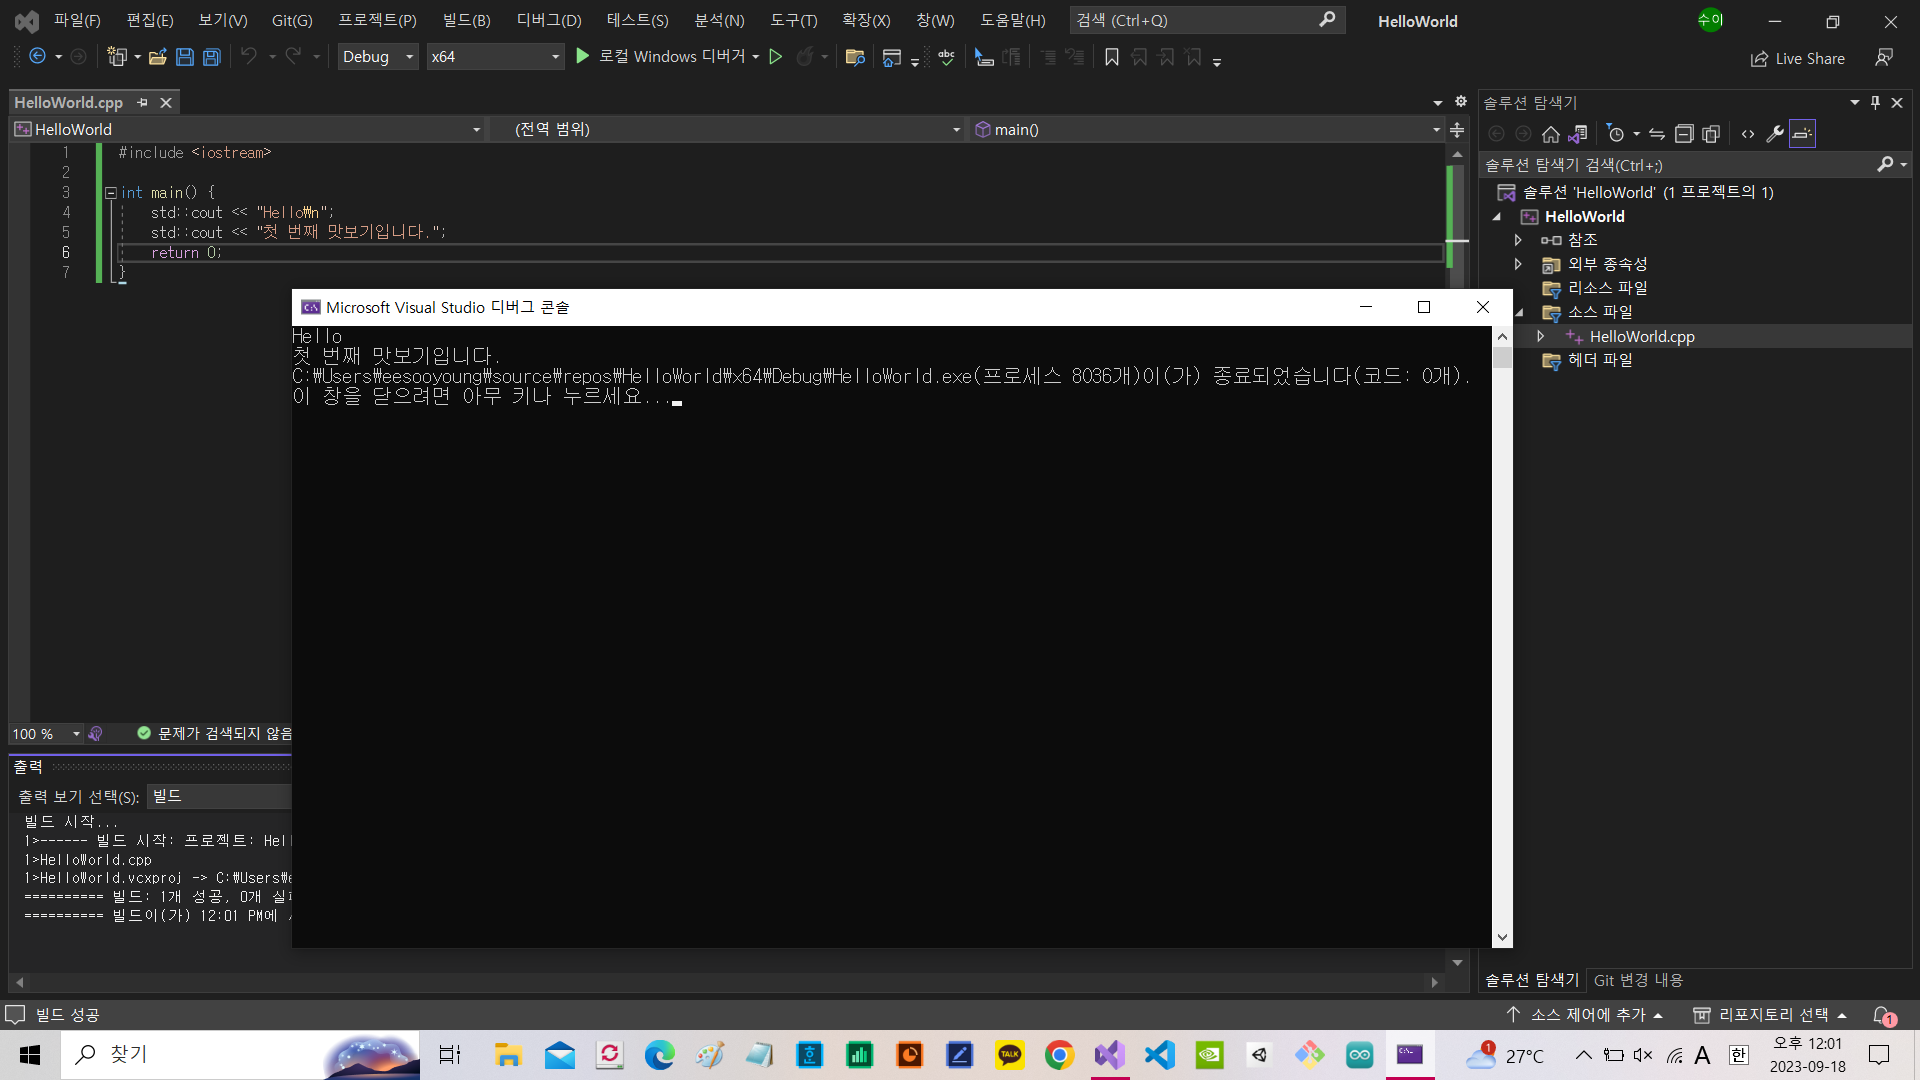 파일(F) 편집(E) 보기(V) Git(G) 프로젝트(P) 빌드(B) 디버그(D) 테스트(S) 분석(N) 도구(T) 확장(X) 창(W) 도움말(H) 검색 (Ctrl+Q) HelloWorld 수이
Debug x64 로컬 Windows 디버거 Live Share
HelloWorld.cpp
HelloWorld (전역 범위) main()
1 #include <iostream>
2
3 int main() {
4 std::cout << "Hello₩n";
5 std::cout << "첫 번째 맛보기입니다.";
6 return 0;
7 }
솔루션 탐색기
솔루션 탐색기 검색(Ctrl+;)
솔루션 'HelloWorld' (1 프로젝트의 1)
HelloWorld
참조
외부 종속성
리소스 파일
소스 파일
HelloWorld.cpp
헤더 파일
Microsoft Visual Studio 디버그 콘솔
Hello
첫 번째 맛보기입니다.
C:₩Users₩eesooyoung₩source₩repos₩HelloWorld₩x64₩Debug₩HelloWorld.exe(프로세스 8036개)이(가) 종료되었습니다(코드: 0개).
이 창을 닫으려면 아무 키나 누르세요...
100 % 문제가 검색되지 않음
출력
출력 보기 선택(S): 빌드
빌드 시작...
1>------ 빌드 시작: 프로젝트: Hell
1>HelloWorld.cpp
1>HelloWorld.vcxproj -> C:₩Users₩e
========== 빌드: 1개 성공, 0개 실패
========== 빌드이(가) 12:01 PM에
솔루션 탐색기 Git 변경 내용
빌드 성공 소스 제어에 추가 리포지토리 선택 1
찾기 TALK 1 27°C A 한 오후 12:01
2023-09-18